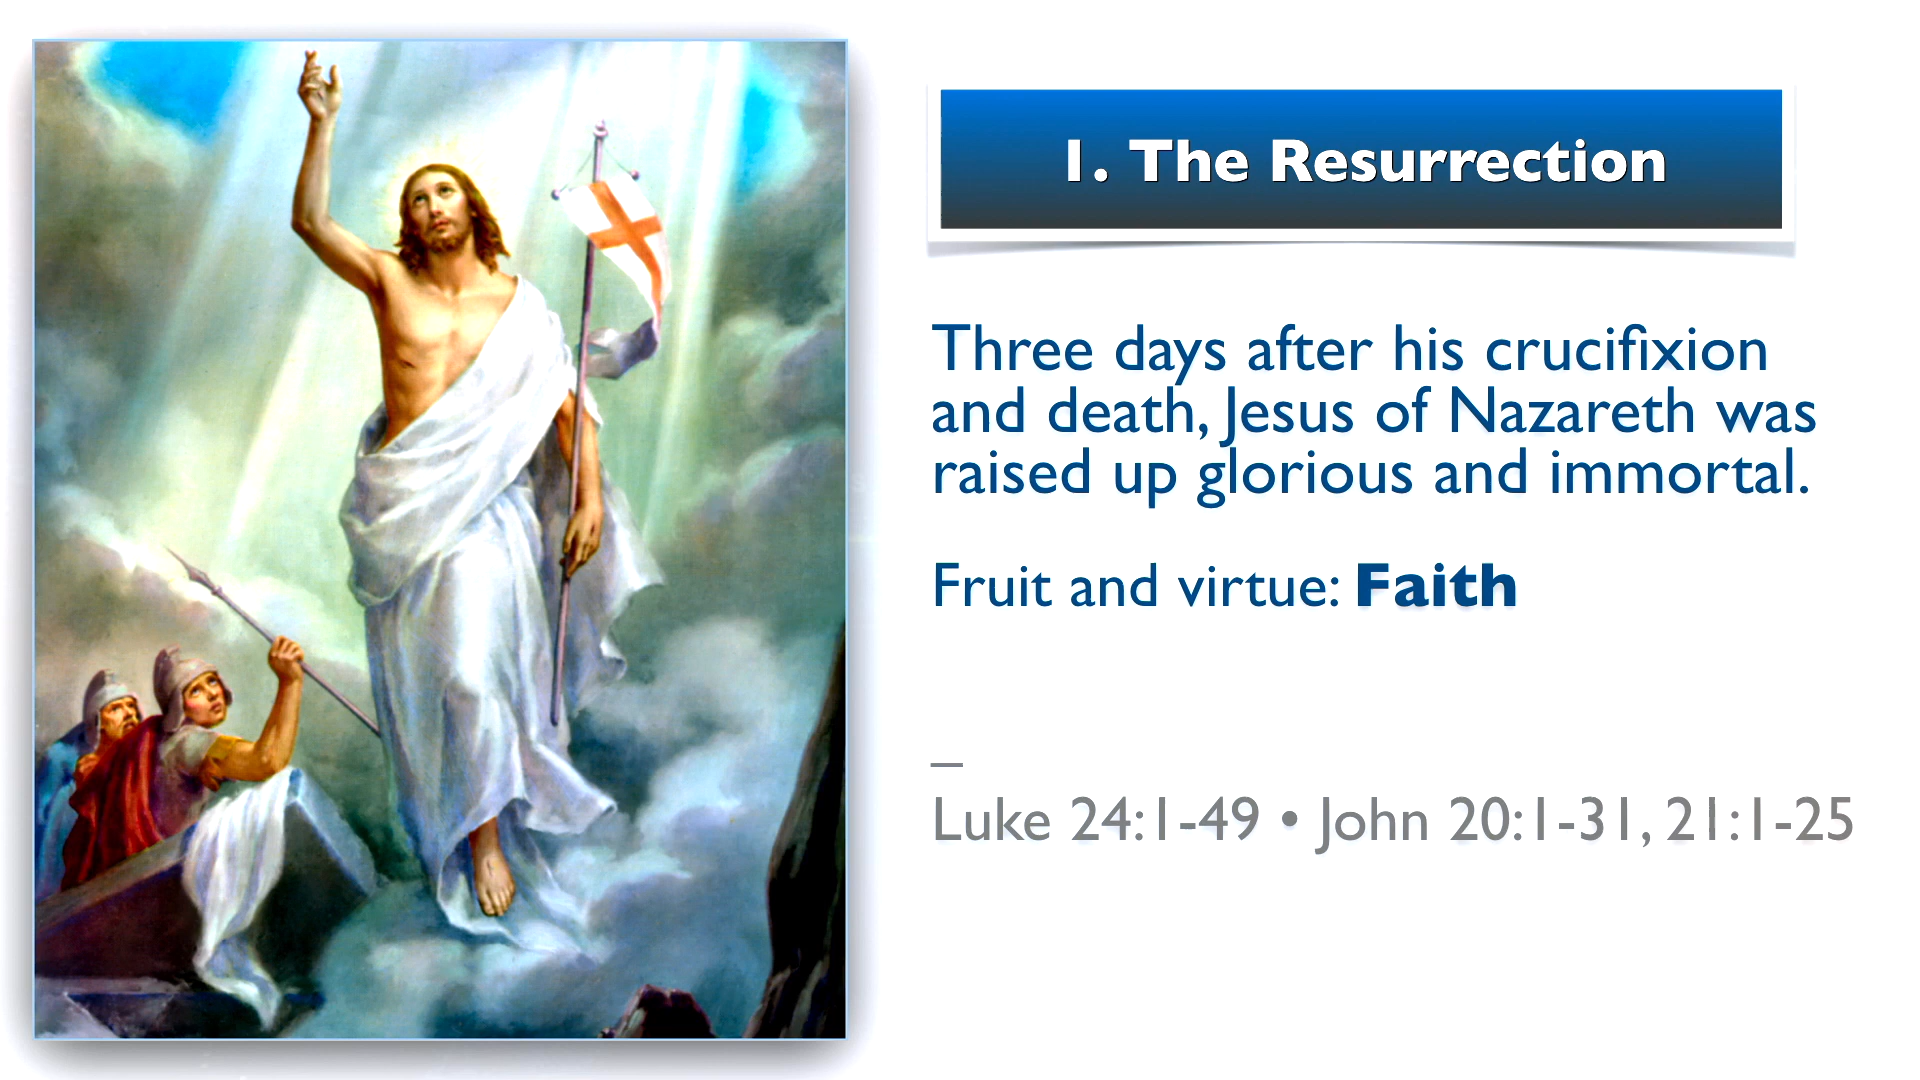 1. The Resurrection
Three days after his crucifixion
and death, Jesus of Nazareth was
raised up glorious and immortal.
Fruit and virtue: Faith
_
Luke 24:1-49 • John 20:1-31, 21:1-25